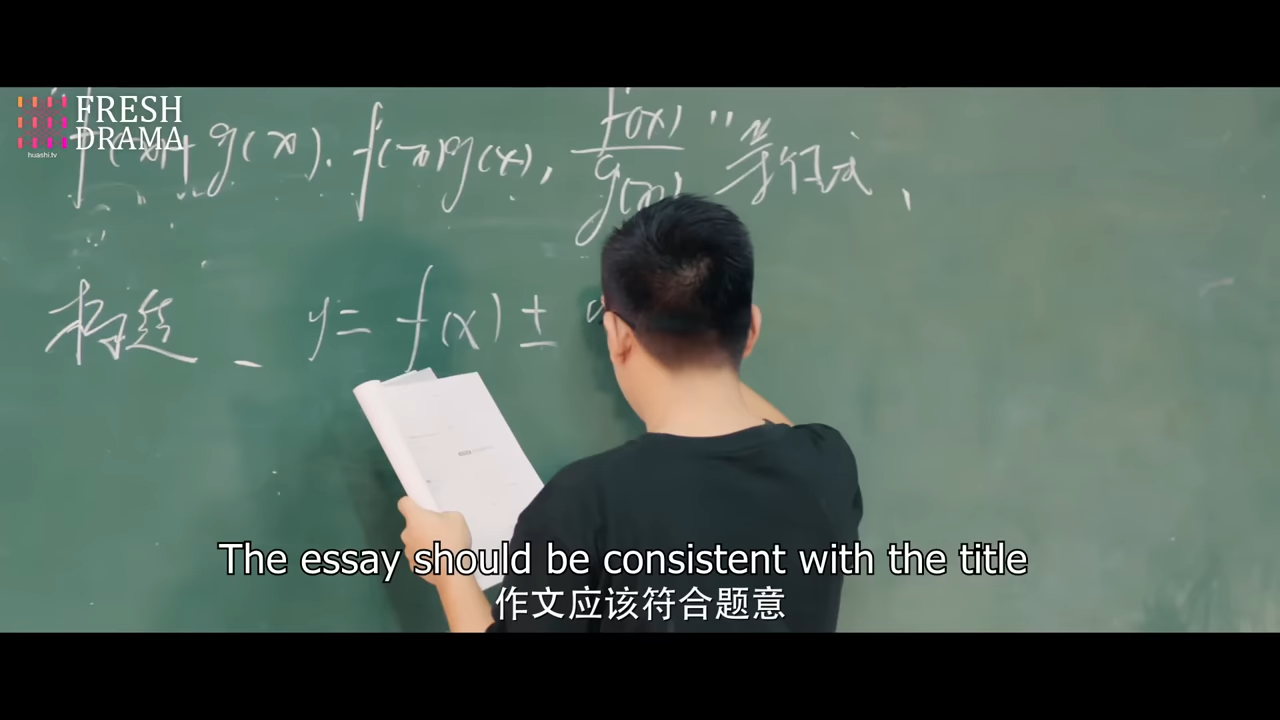 FRESH
DRAMA
huashi.tv
f(x)+g(x), f(x)g(x), f(x)/g(x) " 等形式、
构造、y = f(x) ±
The essay should be consistent with the title
作文应该符合题意